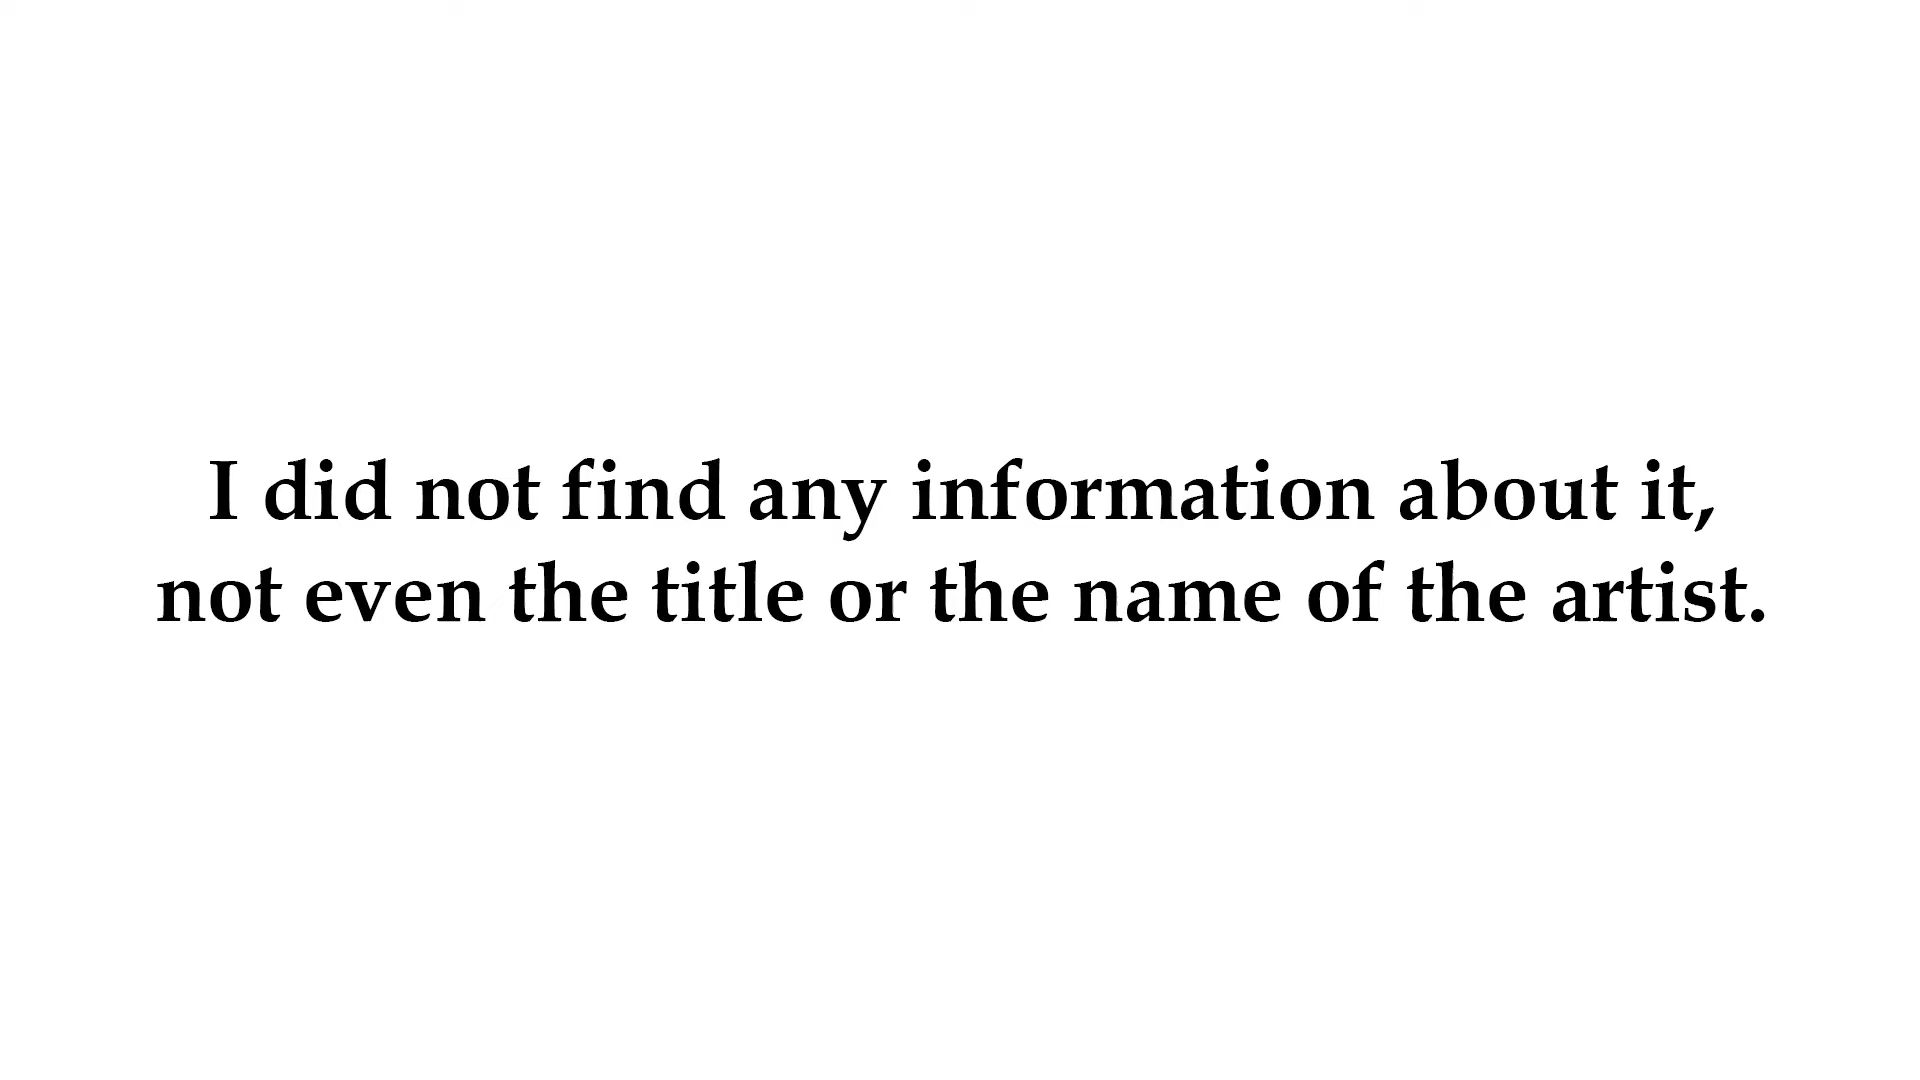 I did not find any information about it,
not even the title or the name of the artist.